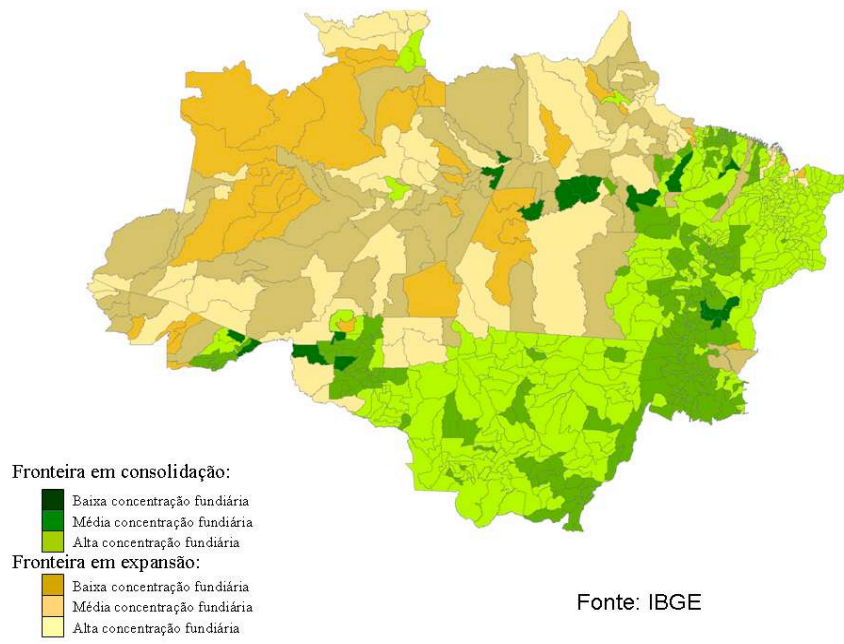 Fronteira em consolidação:
Baixa concentração fundiária
Média concentração fundiária
Alta concentração fundiária
Fronteira em expansão:
Baixa concentração fundiária
Média concentração fundiária
Alta concentração fundiária
Fonte: IBGE